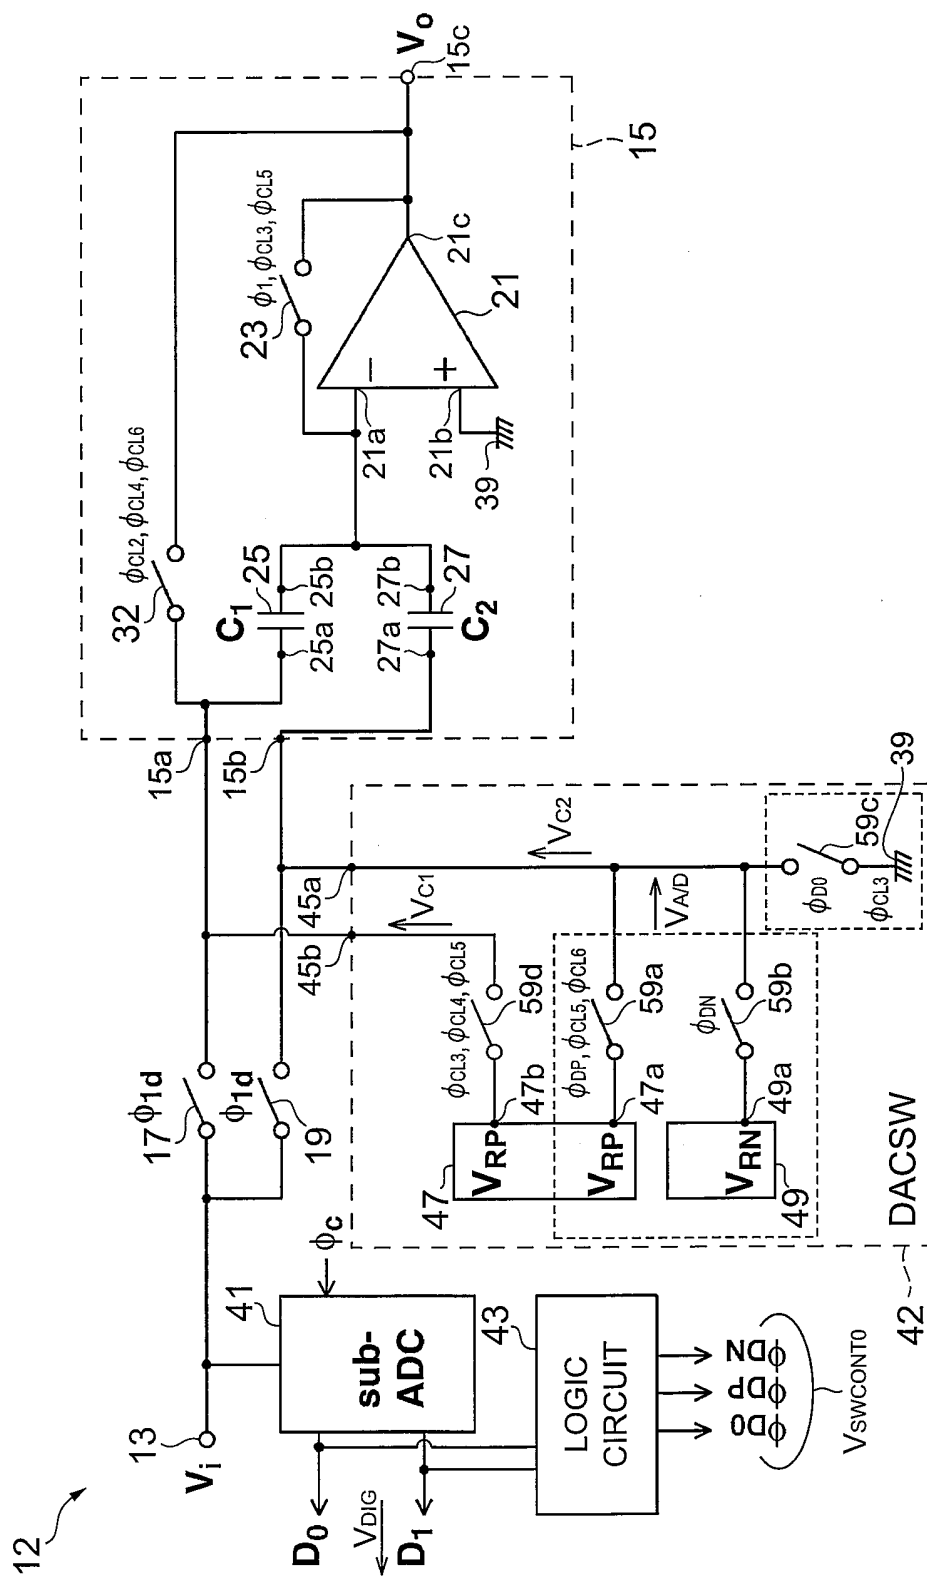 12
Vi
13
17
ϕ1d
ϕ1d
19
15a
15b
32
ϕCL2, ϕCL4, ϕCL6
C1
25
25a
25b
27a
27b
C2
27
23
ϕ1, ϕCL3, ϕCL5
21a
21b
39
−
+
21
21c
Vo
15c
15
D0
VDIG
D1
41
sub-
ADC
ϕC
43
LOGIC
CIRCUIT
ϕD0
ϕDP
ϕDN
VSWCONT0
42
DACSW
45b
45a
VC1
VC2
47
VRP
47b
ϕCL3, ϕCL4, ϕCL5
59d
VRP
47a
ϕDP, ϕCL5, ϕCL6
59a
VA/D
49
VRN
49a
ϕDN
59b
ϕD0
ϕCL3
59c
39